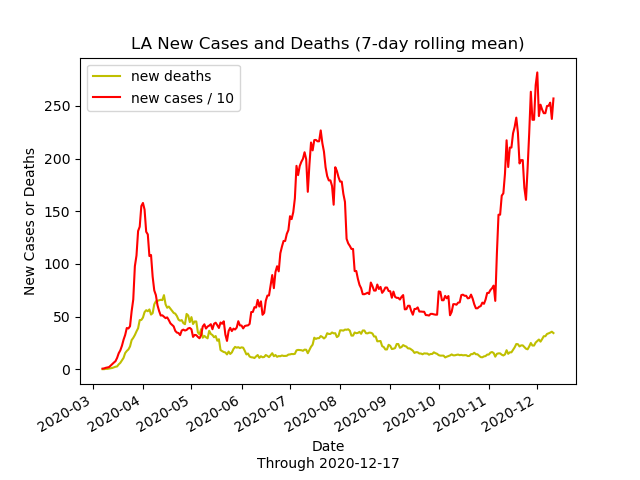 LA New Cases and Deaths (7-day rolling mean)
new deaths
new cases / 10
New Cases or Deaths
250
200
150
100
50
0
2020-03
2020-04
2020-05
2020-06
2020-07
2020-08
2020-09
2020-10
2020-11
2020-12
Date
Through 2020-12-17